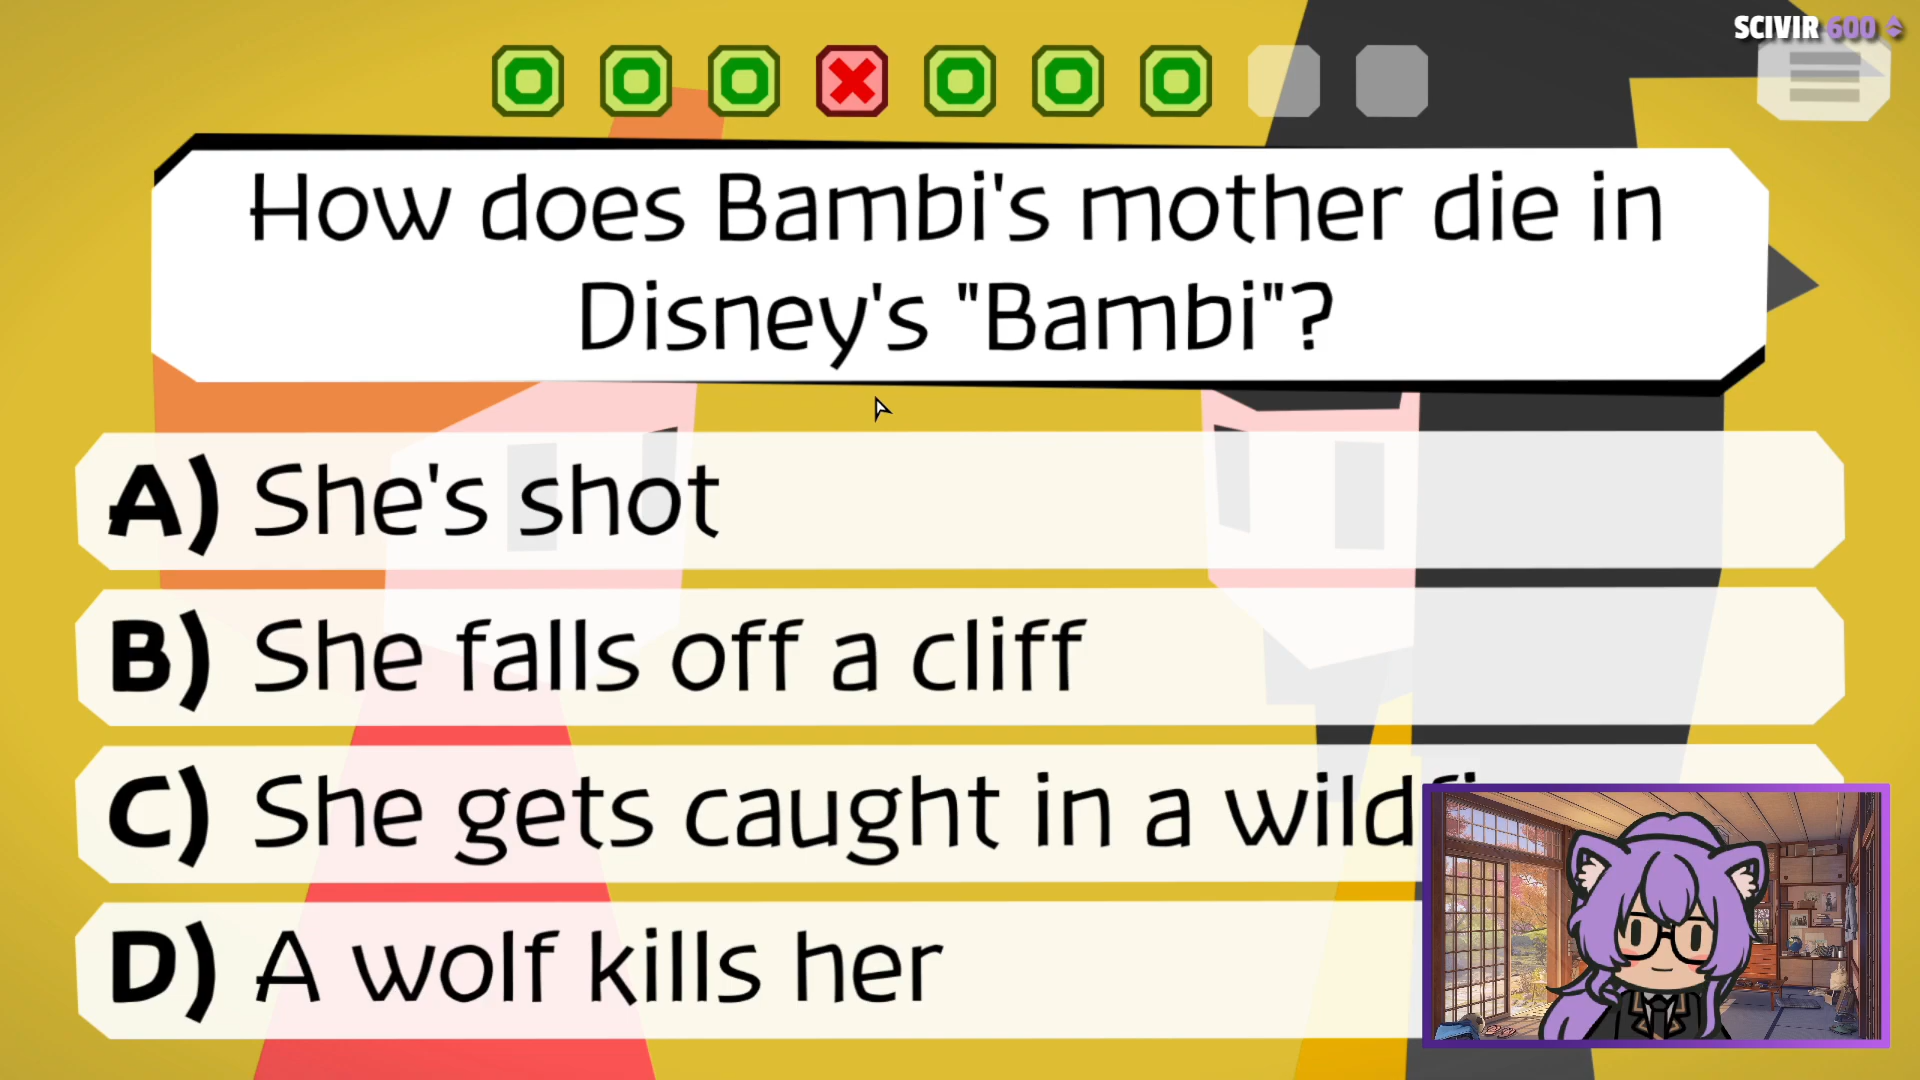 SCIVIR 600
How does Bambi's mother die in
Disney's "Bambi"?
A) She's shot
B) She falls off a cliff
C) She gets caught in a
D) A wolf kills her